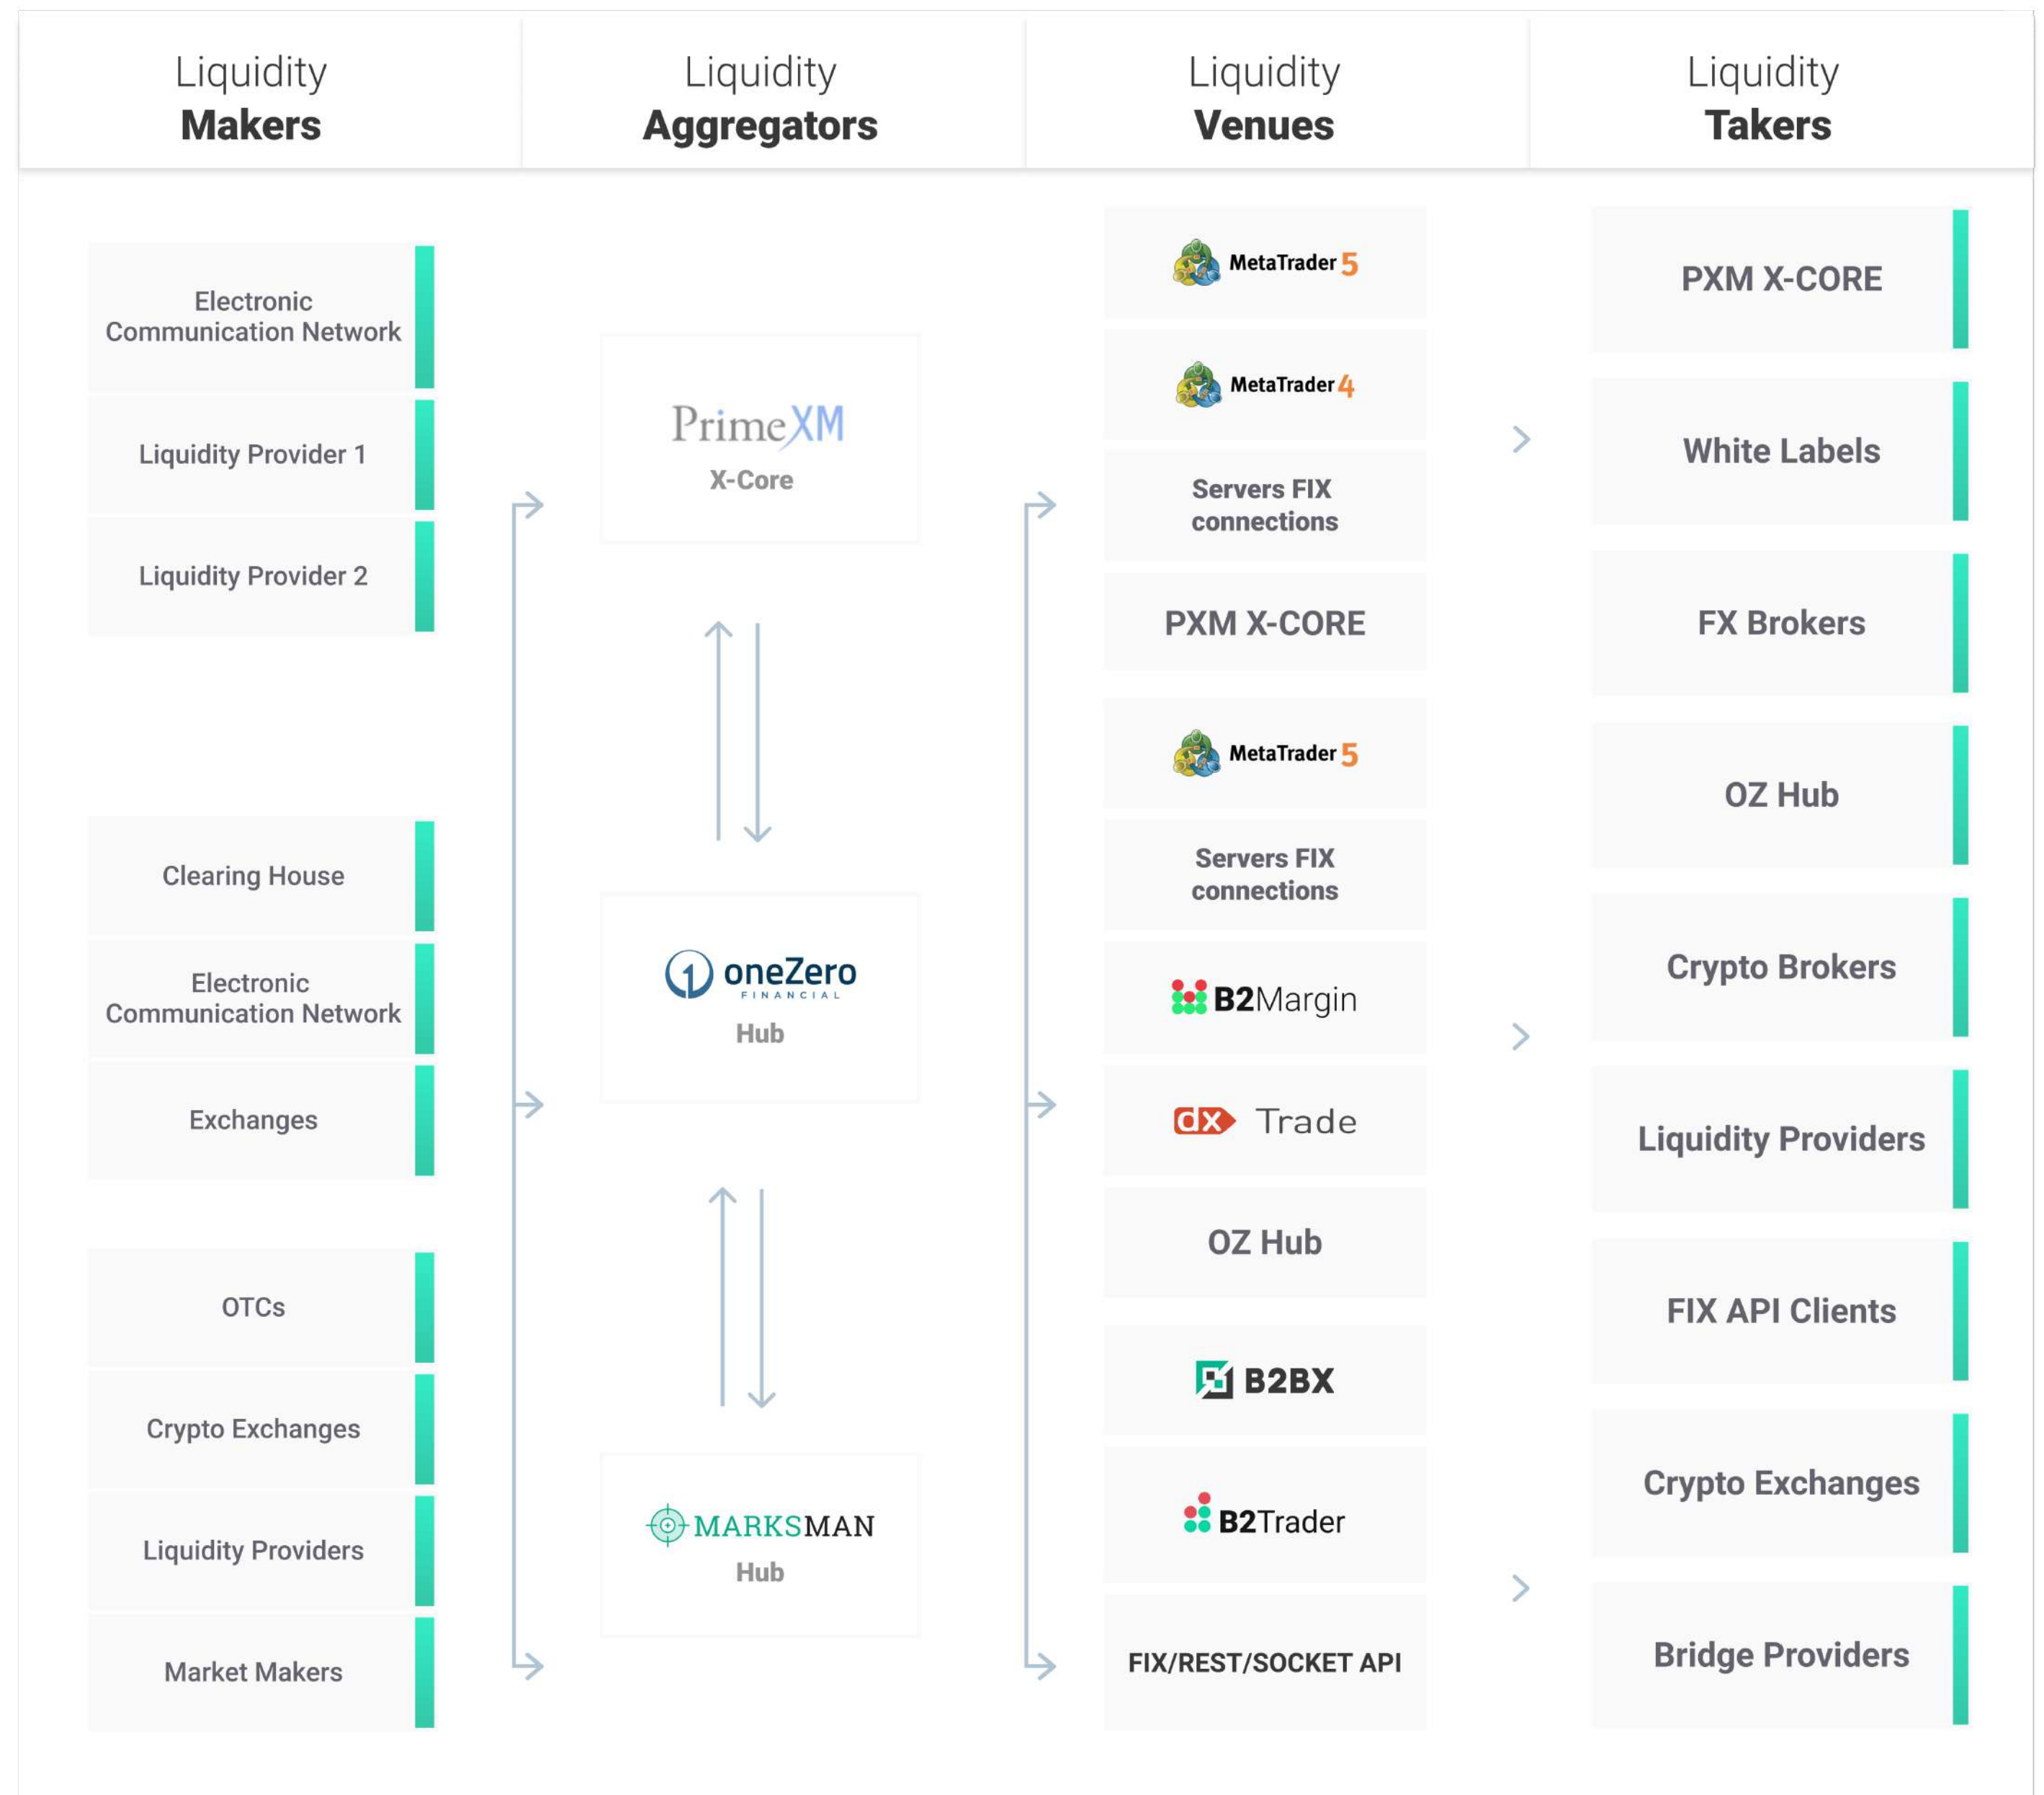 Liquidity
Makers
Liquidity
Aggregators
Liquidity
Venues
Liquidity
Takers
Electronic
Communication Network
Liquidity Provider 1
Liquidity Provider 2
Clearing House
Electronic
Communication Network
Exchanges
OTCs
Crypto Exchanges
Liquidity Providers
Market Makers
PrimeXM
X-Core
oneZero
FINANCIAL
Hub
MARKSMAN
Hub
MetaTrader 5
MetaTrader 4
Servers FIX
connections
PXM X-CORE
MetaTrader 5
Servers FIX
connections
B2Margin
dx Trade
OZ Hub
B2BX
B2Trader
FIX/REST/SOCKET API
PXM X-CORE
White Labels
FX Brokers
OZ Hub
Crypto Brokers
Liquidity Providers
FIX API Clients
Crypto Exchanges
Bridge Providers